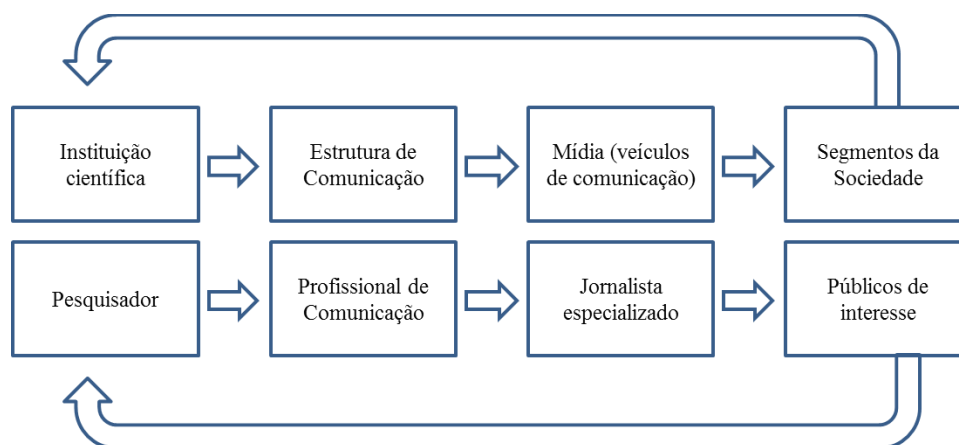 Instituição
científica
Estrutura de
Comunicação
Mídia (veículos
de comunicação)
Segmentos da
Sociedade
Pesquisador
Profissional de
Comunicação
Jornalista
especializado
Públicos de
interesse